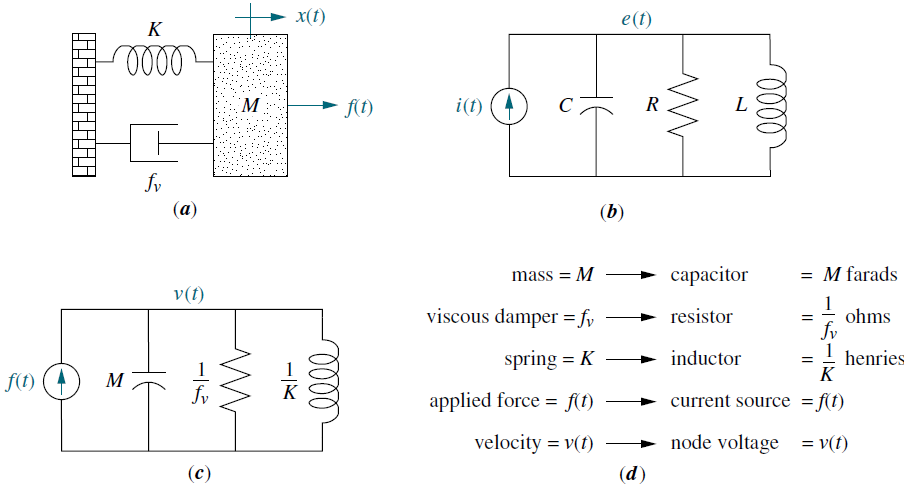 x(t)
K
M
f(t)
f_v
(a)
e(t)
i(t)
C
R
L
(b)
v(t)
f(t)
M
1/f_v
1/K
(c)
mass = M → capacitor = M farads
viscous damper = f_v → resistor = 1/f_v ohms
spring = K → inductor = 1/K henries
applied force = f(t) → current source = f(t)
velocity = v(t) → node voltage = v(t)
(d)